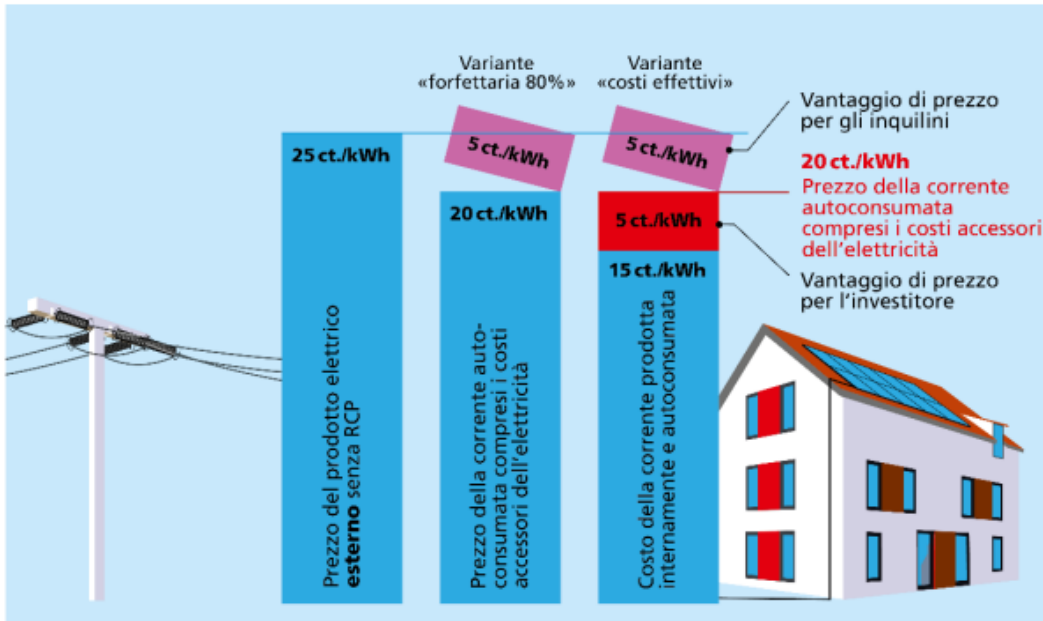 Variante
«forfettaria 80%»
Variante
«costi effettivi»
Vantaggio di prezzo
per gli inquilini
25 ct./kWh
5 ct./kWh
5 ct./kWh
20 ct./kWh
Prezzo della corrente
autoconsumata
compresi i costi accessori
dell'elettricità
20 ct./kWh
5 ct./kWh
15 ct./kWh
Vantaggio di prezzo
per l'investitore
Prezzo del prodotto elettrico
esterno senza RCP
Prezzo della corrente auto-
consumata compresi i costi
accessori dell'eletricità
Costo della corrente prodotta
internamente e autoconsumata